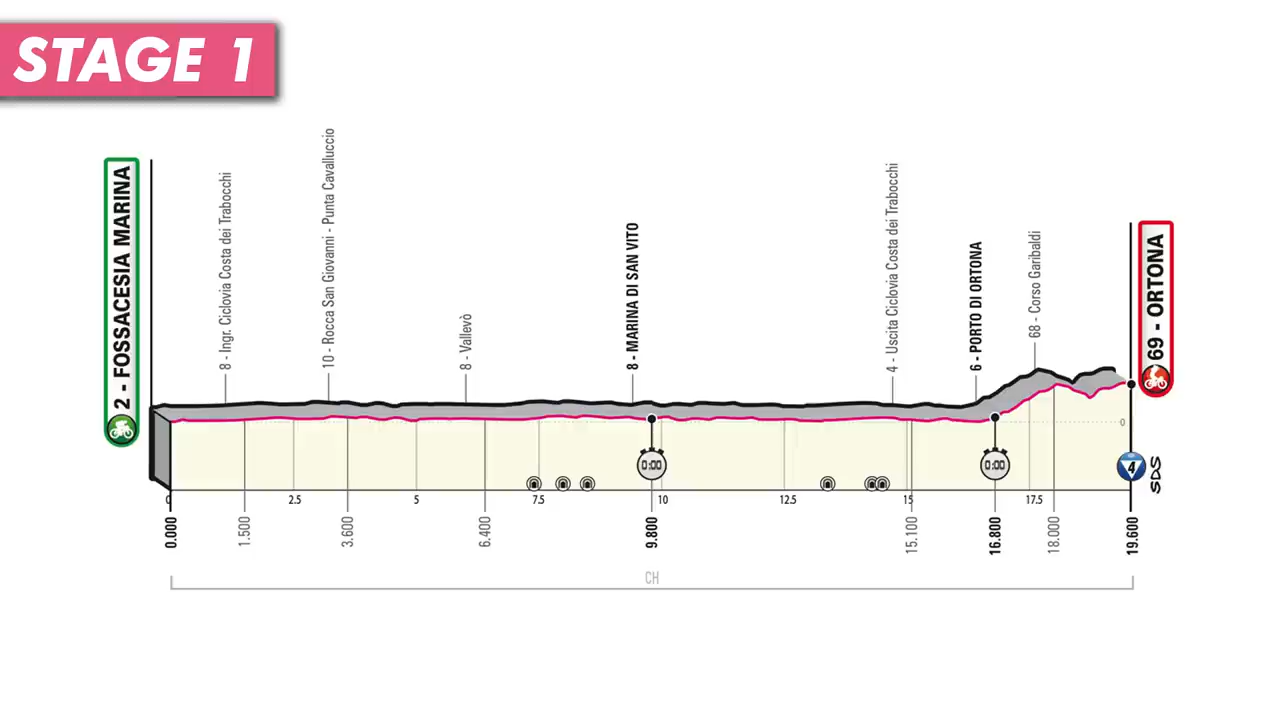 STAGE 1
2 - FOSSACESIA MARINA
8 - Ingr. Ciclovia Costa dei Trabocchi
10 - Rocca San Giovanni - Punta Cavalluccio
8 - Vallevò
8 - MARINA DI SAN VITO
4 - Uscita Ciclovia Costa dei Trabocchi
6 - PORTO DI ORTONA
68 - Corso Garibaldi
69 - ORTONA
0
0:00
0:00
4
SDS
0
2.5
5
7.5
10
12.5
15
17.5
0.000
1.500
3.600
6.400
9.800
15.100
16.800
18.000
19.600
CH